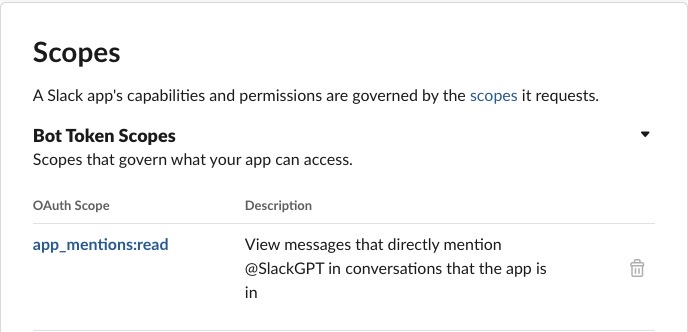 Scopes
A Slack app's capabilities and permissions are governed by the scopes it requests.
Bot Token Scopes
Scopes that govern what your app can access.
OAuth Scope Description
app_mentions:read View messages that directly mention
@SlackGPT in conversations that the app is
in